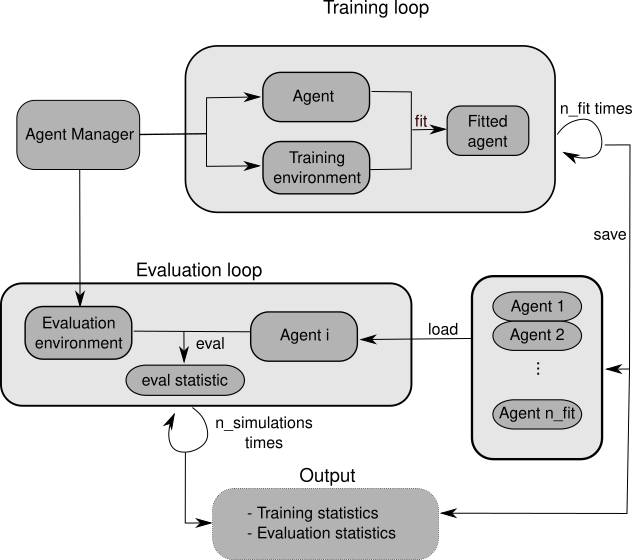 Training loop
Agent Manager
Agent
Training
environment
fit
Fitted
agent
n_fit times
save
Evaluation loop
Evaluation
environment
eval
Agent i
eval statistic
load
Agent 1
Agent 2
...
Agent n_fit
n_simulations
times
Output
- Training statistics
- Evaluation statistics